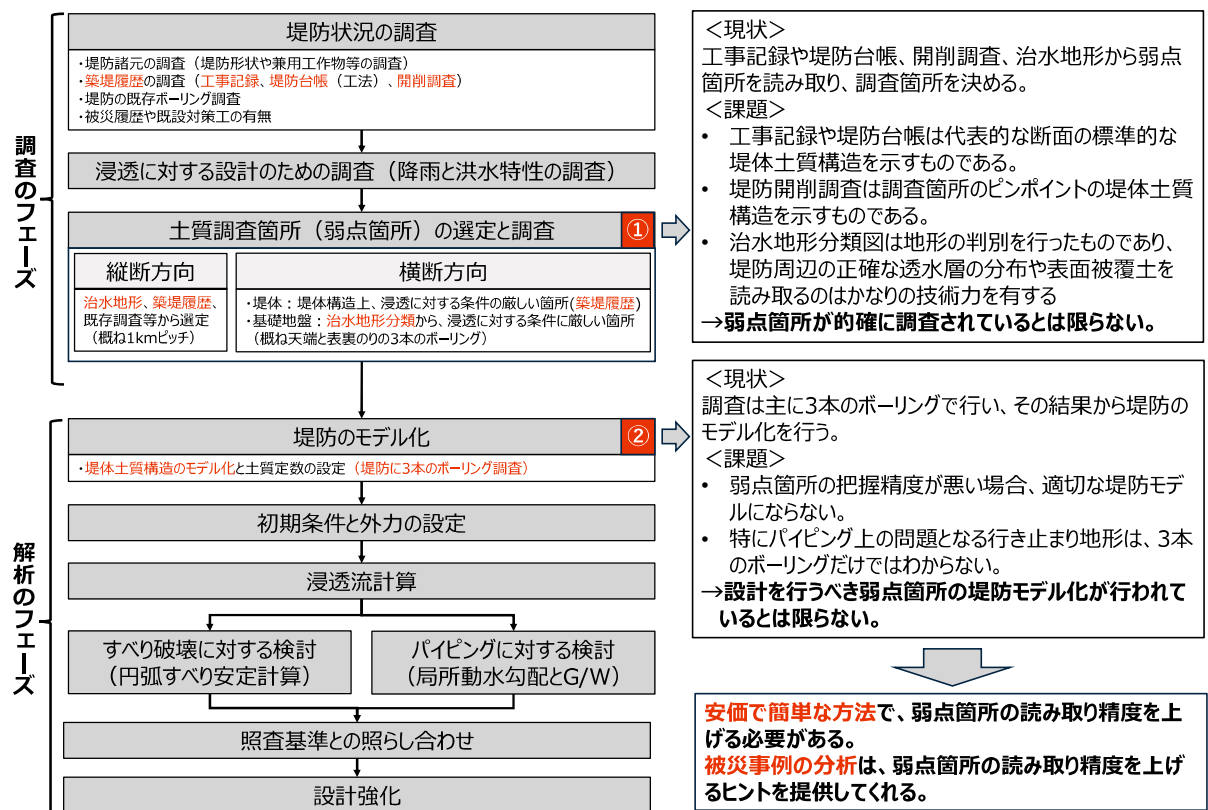 調査のフェーズ
堤防状況の調査
・堤防諸元の調査（堤防形状や兼用工作物等の調査）
・築堤履歴の調査（工事記録、堤防台帳（工法）、開削調査）
・堤防の既存ボーリング調査
・被災履歴や既設対策工の有無
浸透に対する設計のための調査（降雨と洪水特性の調査）
土質調査箇所（弱点箇所）の選定と調査
①
縦断方向
治水地形、築堤履歴、
既存調査等から選定
（概ね1kmピッチ）
横断方向
・堤体：堤体構造上、浸透に対する条件の厳しい箇所(築堤履歴)
・基礎地盤：治水地形分類から、浸透に対する条件に厳しい箇所
（概ね天端と表裏のりの3本のボーリング）
＜現状＞
工事記録や堤防台帳、開削調査、治水地形から弱点
箇所を読み取り、調査箇所を決める。
＜課題＞
• 工事記録や堤防台帳は代表的な断面の標準的な
堤体土質構造を示すものである。
• 堤防開削調査は調査箇所のピンポイントの堤体土質
構造を示すものである。
• 治水地形分類図は地形の判別を行ったものであり、
堤防周辺の正確な透水層の分布や表面被覆土を
読み取るのはかなりの技術力を有する
→弱点箇所が的確に調査されているとは限らない。
解析のフェーズ
堤防のモデル化
②
・堤体土質構造のモデル化と土質定数の設定（堤防に3本のボーリング調査）
初期条件と外力の設定
浸透流計算
すべり破壊に対する検討
（円弧すべり安定計算）
パイピングに対する検討
（局所動水勾配とG/W）
照査基準との照らし合わせ
設計強化
＜現状＞
調査は主に3本のボーリングで行い、その結果から堤防の
モデル化を行う。
＜課題＞
• 弱点箇所の把握精度が悪い場合、適切な堤防モデ
ルにならない。
• 特にパイピング上の問題となる行き止まり地形は、3本
のボーリングだけではわからない。
→設計を行うべき弱点箇所の堤防モデル化が行われて
いるとは限らない。
安価で簡単な方法で、弱点箇所の読み取り精度を上
げる必要がある。
被災事例の分析は、弱点箇所の読み取り精度を上げ
るヒントを提供してくれる。